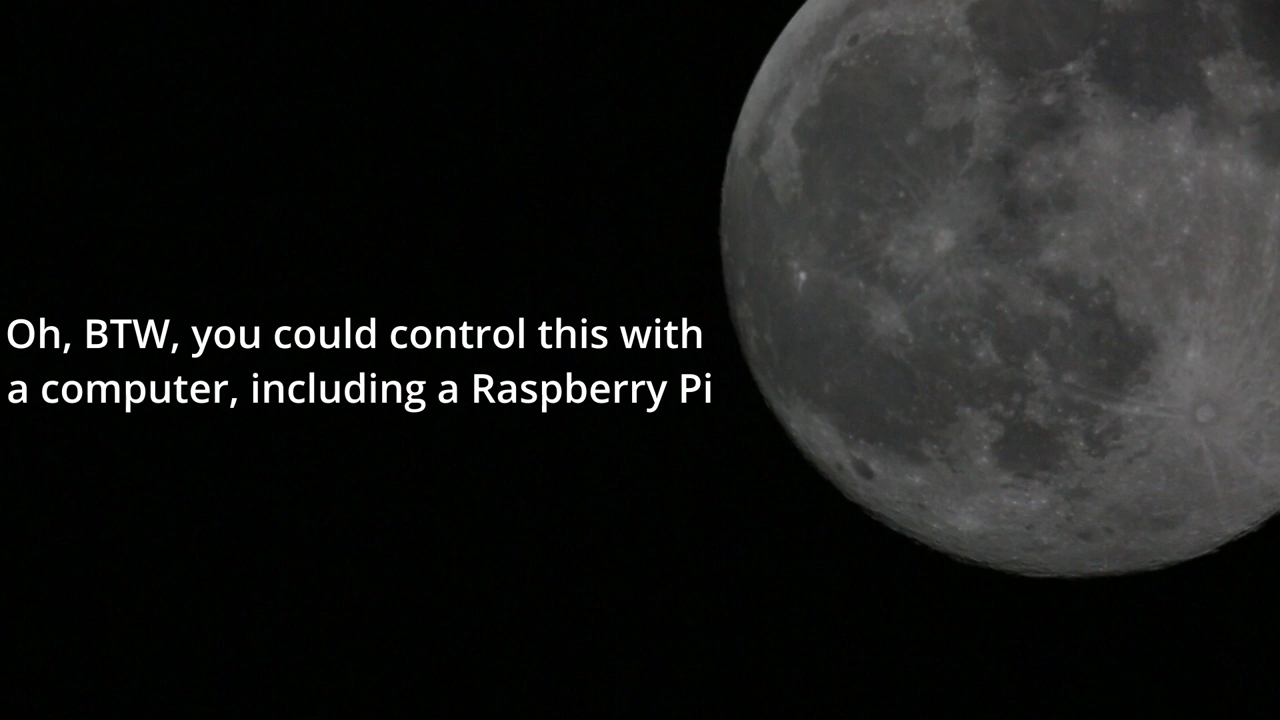 Oh, BTW, you could control this with
a computer, including a Raspberry Pi